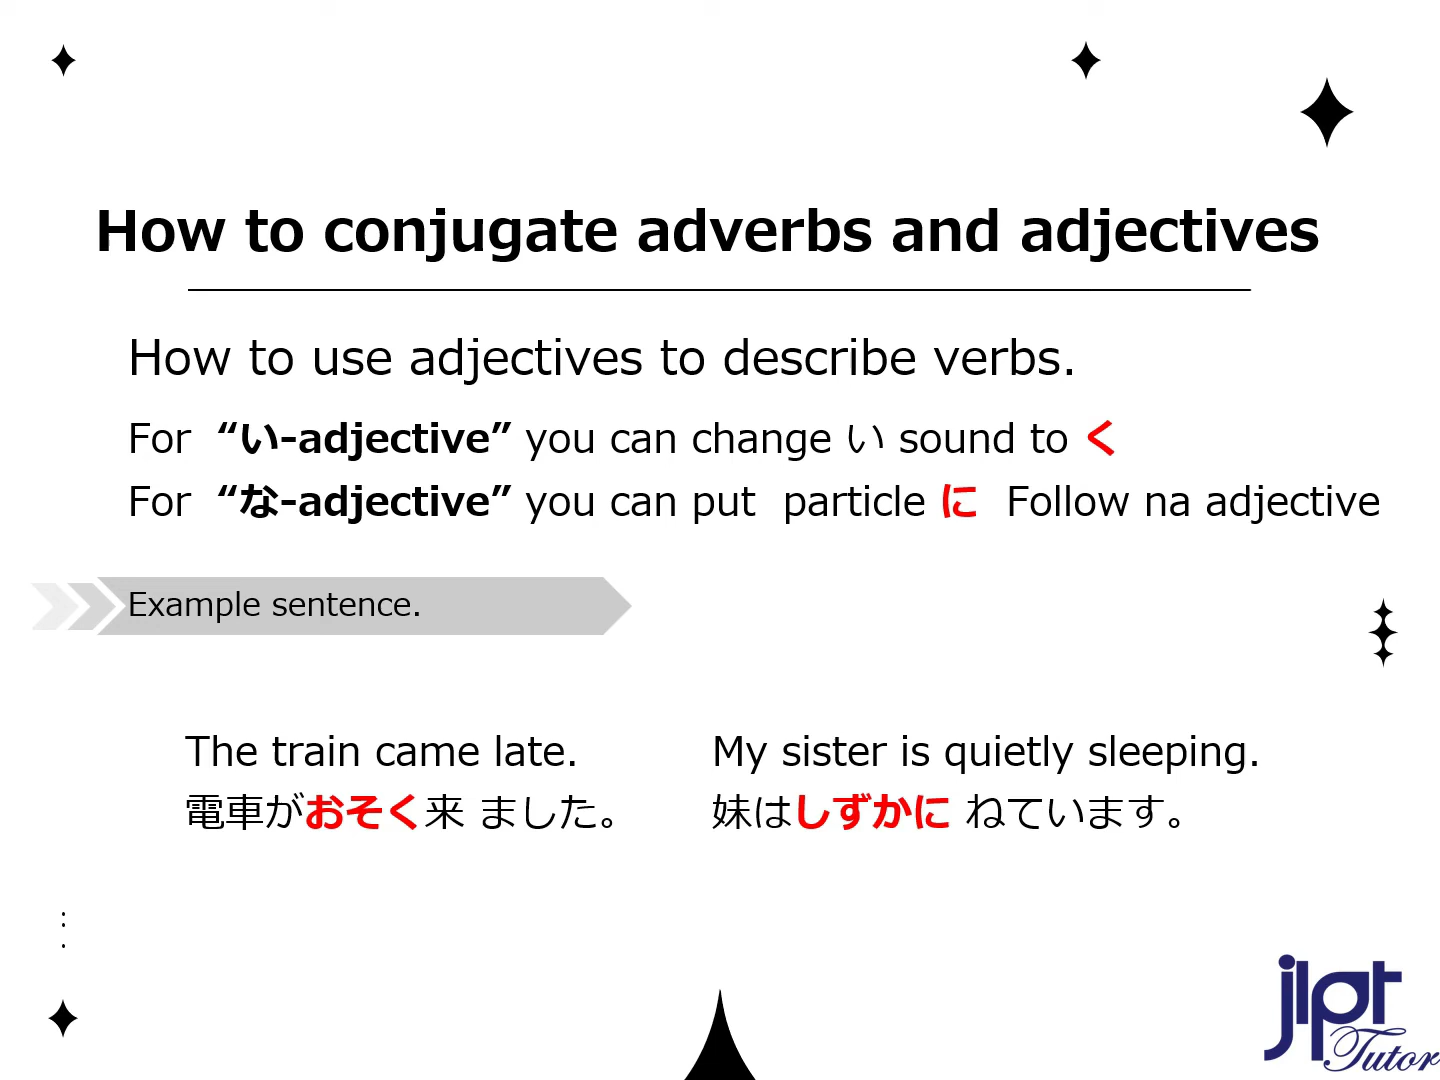 How to conjugate adverbs and adjectives
How to use adjectives to describe verbs.
For “い-adjective” you can change い sound to く
For “な-adjective” you can put particle に Follow na adjective
Example sentence.
The train came late.
電車がおそく来 ました。
My sister is quietly sleeping.
妹はしずかに ねています。
jlpt
Tutor